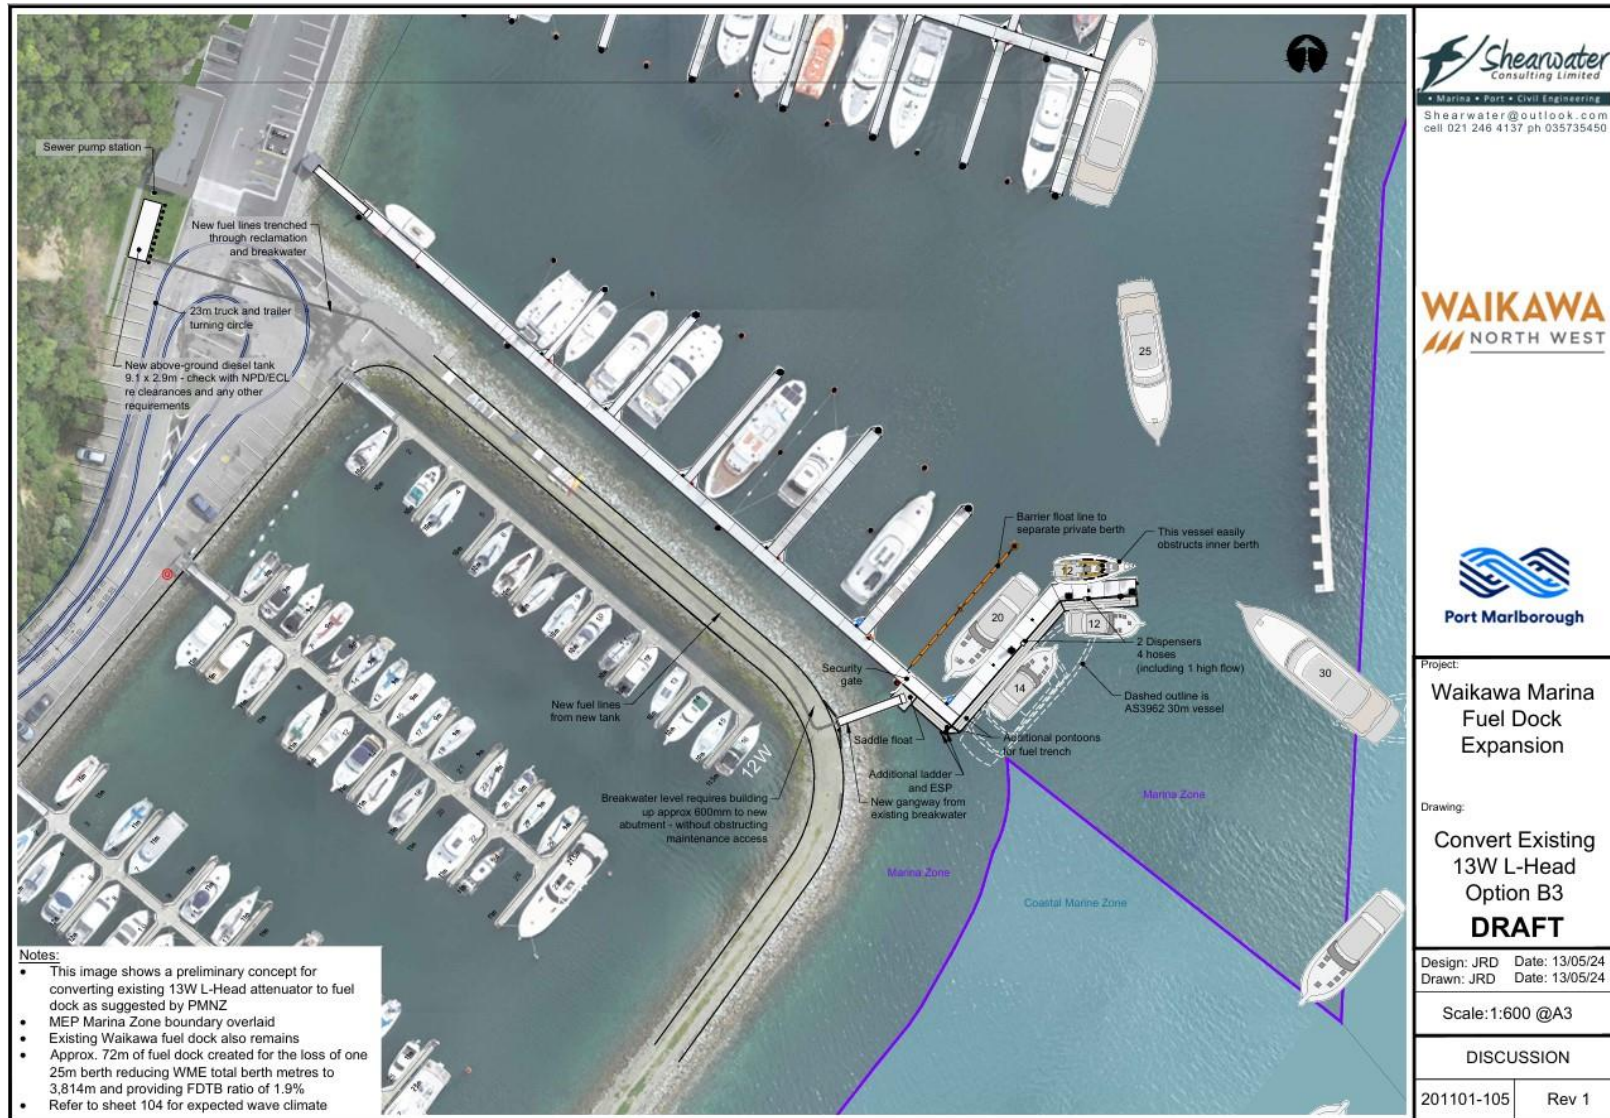 Sewer pump station
New fuel lines trenched
through reclamation
and breakwater
23m truck and trailer
turning circle
New above-ground diesel tank
9.1 x 2.9m - check with NPD/ECL
re clearances and any other
requirements
25
Barrier float line to
separate private berth
This vessel easily
obstructs inner berth
12
20
12
14
30
2 Dispensers
4 hoses
(including 1 high flow)
Security
gate
Dashed outline is
AS3962 30m vessel
New fuel lines
from new tank
Saddle float
Additional pontoons
for fuel trench
12W
Additional ladder
and ESP
New gangway from
existing breakwater
Breakwater level requires building
up approx 600mm to new
abutment - without obstructing
maintenance access
Marina Zone
Marina Zone
Coastal Marine Zone
Notes:
• This image shows a preliminary concept for
converting existing 13W L-Head attenuator to fuel
dock as suggested by PMNZ
• MEP Marina Zone boundary overlaid
• Existing Waikawa fuel dock also remains
• Approx. 72m of fuel dock created for the loss of one
25m berth reducing WME total berth metres to
3,814m and providing FDTB ratio of 1.9%
• Refer to sheet 104 for expected wave climate
Shearwater
Consulting Limited
• Marina • Port • Civil Engineering
Shearwater@outlook.com
cell 021 246 4137 ph 035735450
WAIKAWA
NORTH WEST
Port Marlborough
Project:
Waikawa Marina
Fuel Dock
Expansion
Drawing:
Convert Existing
13W L-Head
Option B3
DRAFT
Design: JRD Date: 13/05/24
Drawn: JRD Date: 13/05/24
Scale:1:600 @A3
DISCUSSION
201101-105 Rev 1